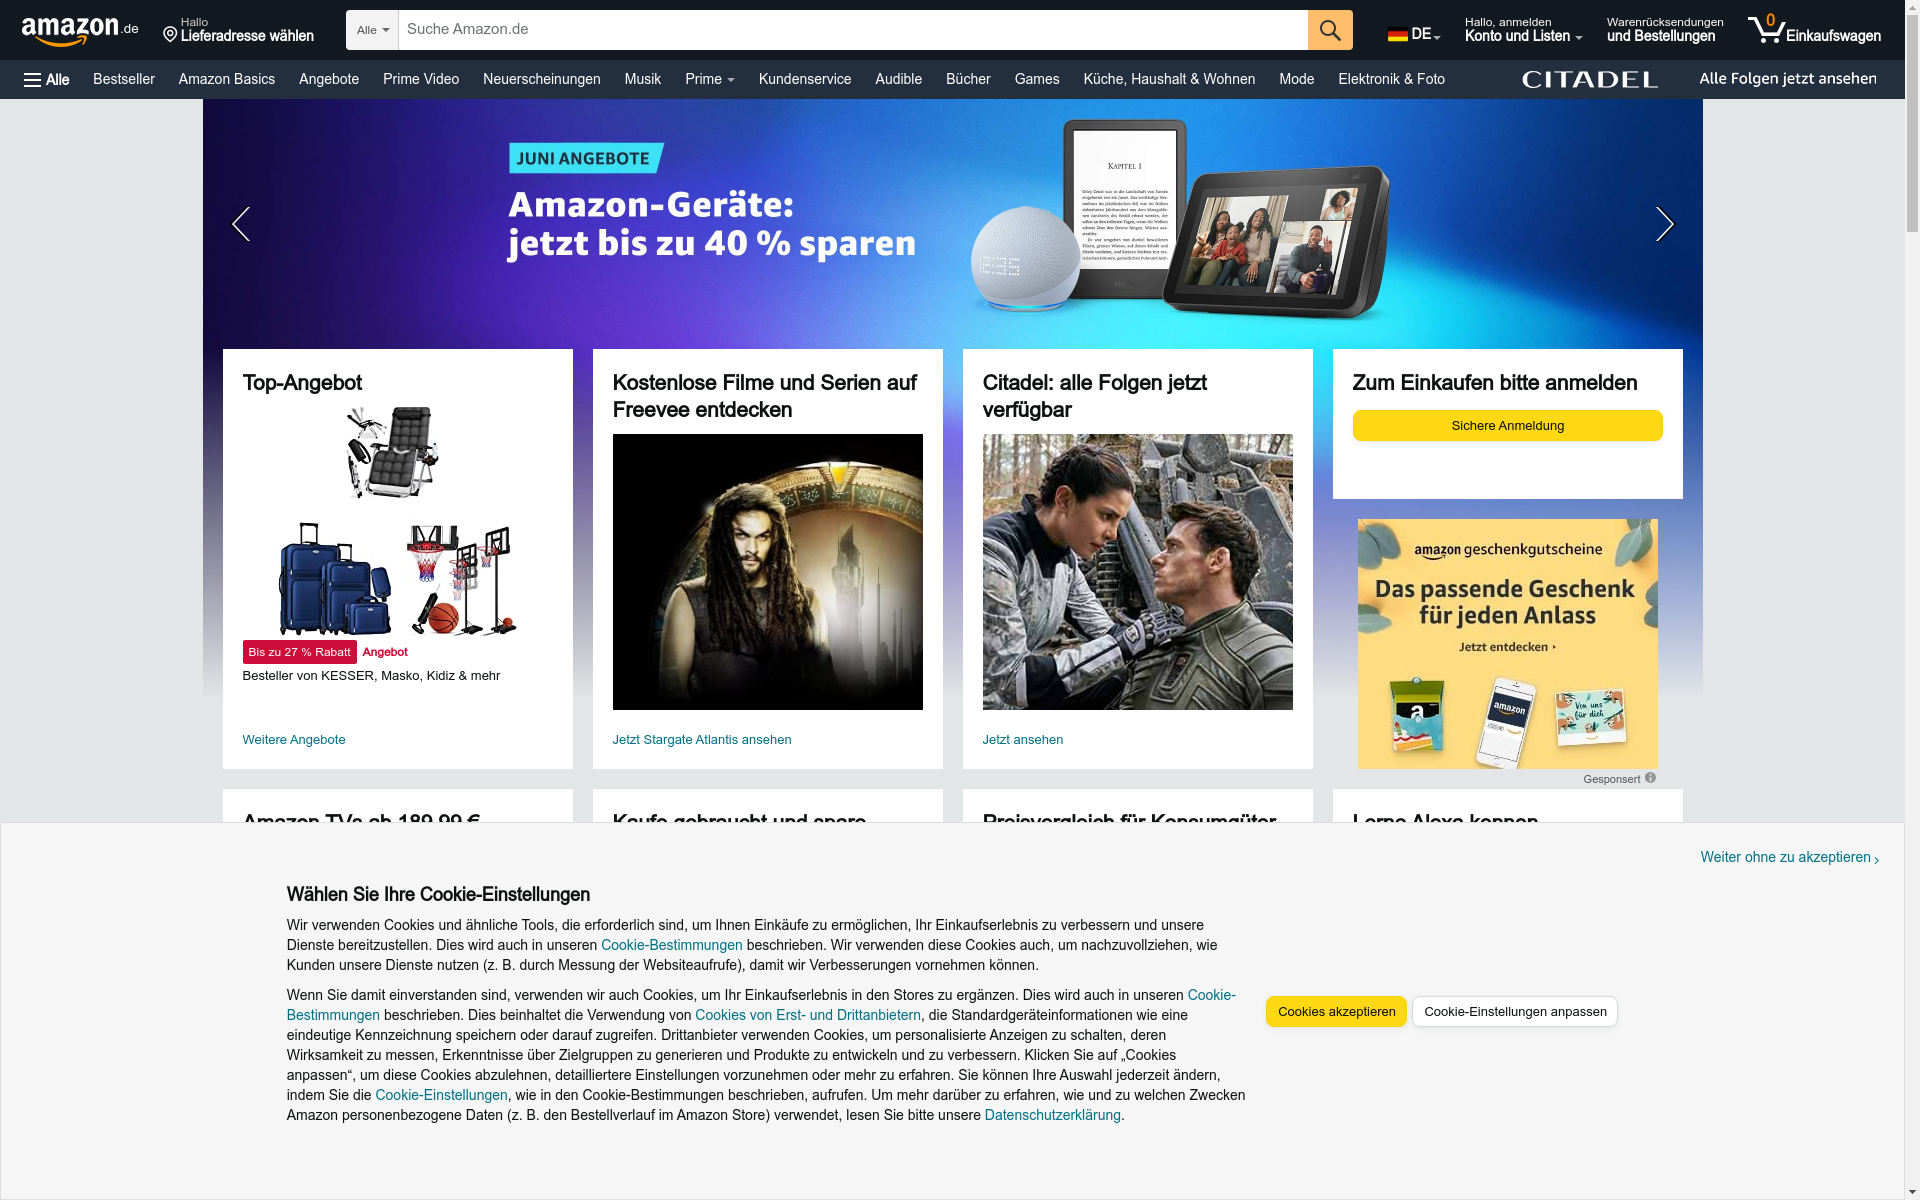 amazon.de
Hallo
Lieferadresse wählen
Alle
Suche Amazon.de
DE
Hallo, anmelden
Konto und Listen
Warenrücksendungen
und Bestellungen
0
Einkaufswagen
Alle
Bestseller
Amazon Basics
Angebote
Prime Video
Neuerscheinungen
Musik
Prime
Kundenservice
Audible
Bücher
Games
Küche, Haushalt & Wohnen
Mode
Elektronik & Foto
CITADEL
Alle Folgen jetzt ansehen
JUNI ANGEBOTE
Amazon-Geräte:
jetzt bis zu 40 % sparen
KAPITEL I
Top-Angebot
Bis zu 27 % Rabatt
Angebot
Besteller von KESSER, Masko, Kidiz & mehr
Weitere Angebote
Kostenlose Filme und Serien auf
Freevee entdecken
Jetzt Stargate Atlantis ansehen
Citadel: alle Folgen jetzt
verfügbar
Jetzt ansehen
Zum Einkaufen bitte anmelden
Sichere Anmeldung
amazon geschenkgutscheine
Das passende Geschenk
für jeden Anlass
Jetzt entdecken
a
amazon
Von uns
für dich
Gesponsert
Amazon TVs ab 189,99 €
Kaufe gebraucht und spare
Preisvergleich für Konsumgüter
Lerne Alexa kennen
Weiter ohne zu akzeptieren
Wählen Sie Ihre Cookie-Einstellungen
Wir verwenden Cookies und ähnliche Tools, die erforderlich sind, um Ihnen Einkäufe zu ermöglichen, Ihr Einkaufserlebnis zu verbessern und unsere
Dienste bereitzustellen. Dies wird auch in unseren Cookie-Bestimmungen beschrieben. Wir verwenden diese Cookies auch, um nachzuvollziehen, wie
Kunden unsere Dienste nutzen (z. B. durch Messung der Websiteaufrufe), damit wir Verbesserungen vornehmen können.
Wenn Sie damit einverstanden sind, verwenden wir auch Cookies, um Ihr Einkaufserlebnis in den Stores zu ergänzen. Dies wird auch in unseren Cookie-
Bestimmungen beschrieben. Dies beinhaltet die Verwendung von Cookies von Erst- und Drittanbietern, die Standardgeräteinformationen wie eine
eindeutige Kennzeichnung speichern oder darauf zugreifen. Drittanbieter verwenden Cookies, um personalisierte Anzeigen zu schalten, deren
Wirksamkeit zu messen, Erkenntnisse über Zielgruppen zu generieren und Produkte zu entwickeln und zu verbessern. Klicken Sie auf „Cookies
anpassen“, um diese Cookies abzulehnen, detailliertere Einstellungen vorzunehmen oder mehr zu erfahren. Sie können Ihre Auswahl jederzeit ändern,
indem Sie die Cookie-Einstellungen, wie in den Cookie-Bestimmungen beschrieben, aufrufen. Um mehr darüber zu erfahren, wie und zu welchen Zwecken
Amazon personenbezogene Daten (z. B. den Bestellverlauf im Amazon Store) verwendet, lesen Sie bitte unsere Datenschutzerklärung.
Cookies akzeptieren
Cookie-Einstellungen anpassen